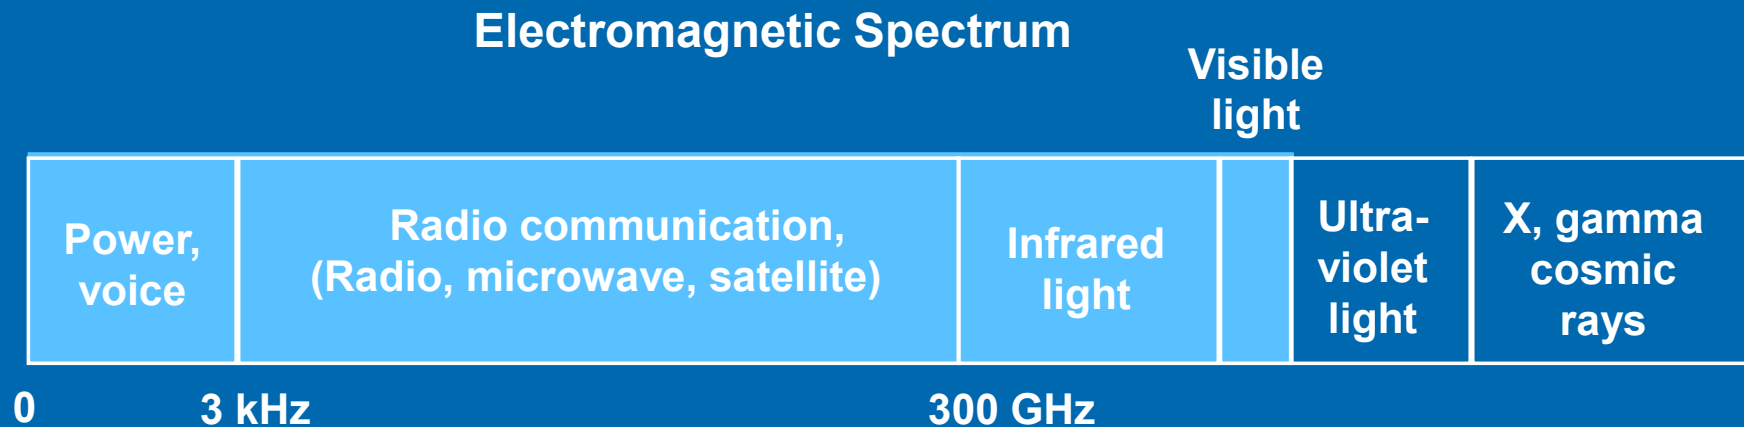 Electromagnetic Spectrum
Visible
light
Power,
voice
Radio communication,
(Radio, microwave, satellite)
Infrared
light
Ultra-
violet
light
X, gamma
cosmic
rays
0
3 kHz
300 GHz